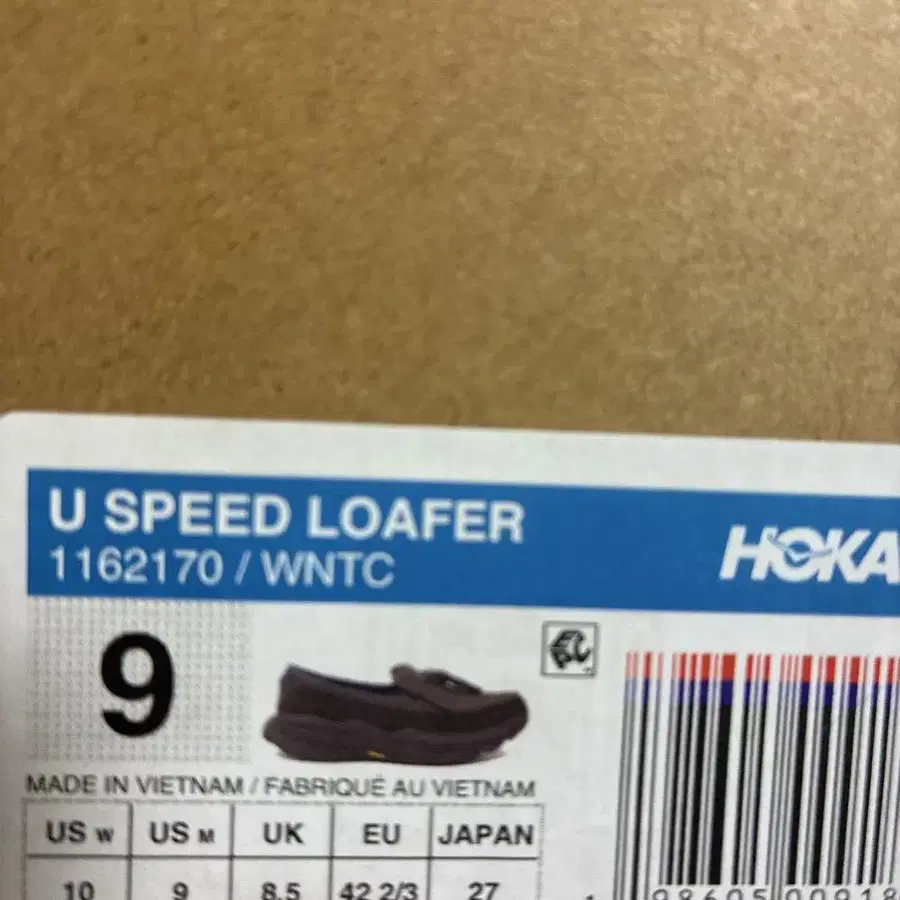 U SPEED LOAFER
1162170 / WNTC
HOKA
9
MADE IN VIETNAM / FABRIQUÉ AU VIETNAM
US W US M UK EU JAPAN
10 9 8.5 42 2/3 27